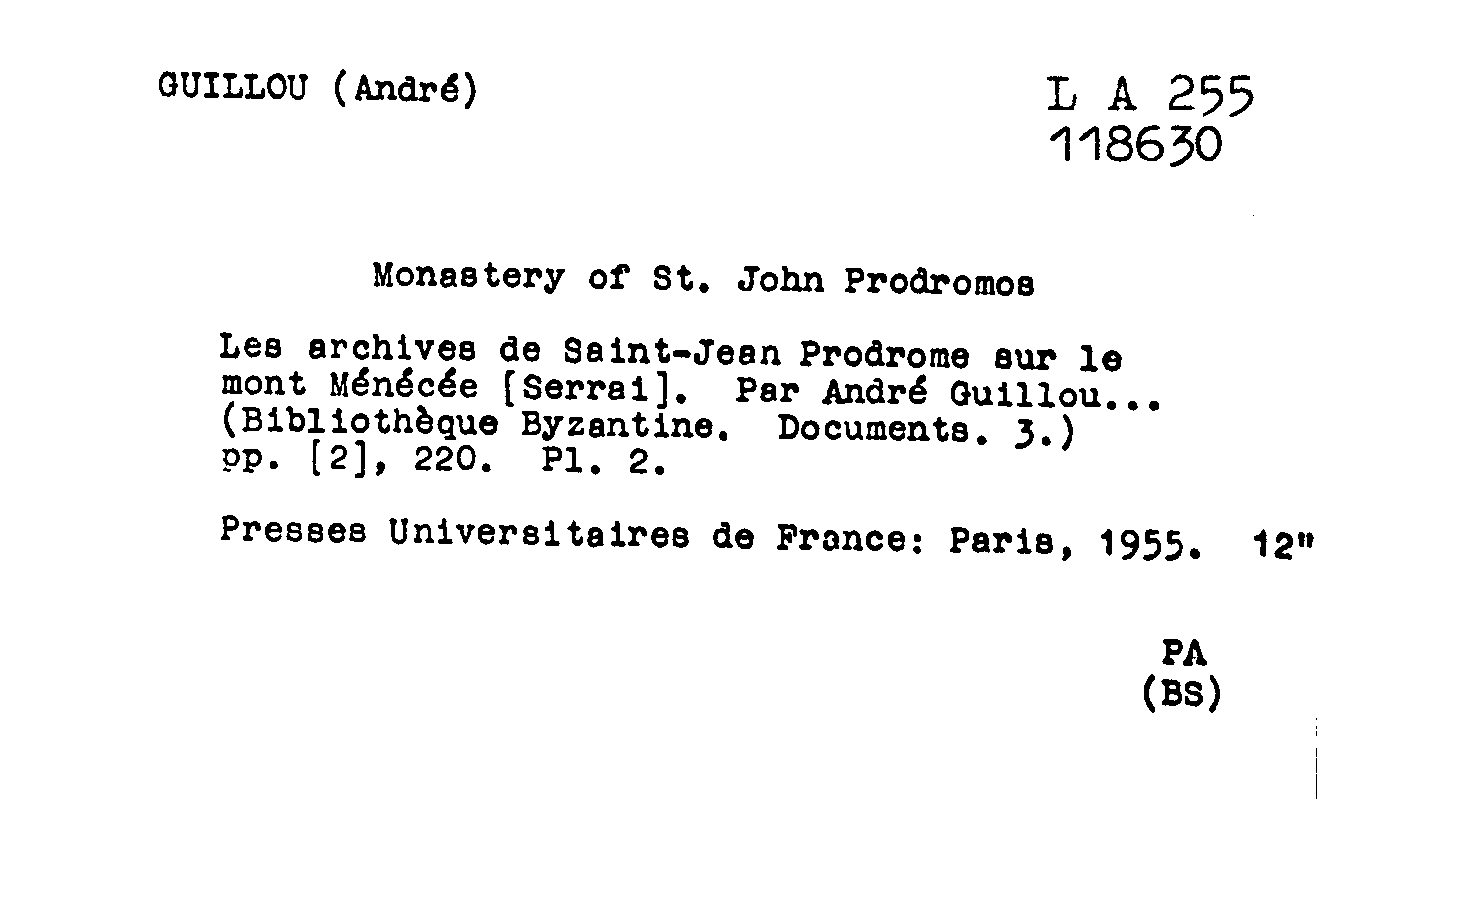 GUILLOU (André)
L A 255
118630
Monastery of St. John Prodromos
Les archives de Saint-Jean Prodrome sur le
mont Ménécée [Serrai]. Par André Guillou...
(Bibliothèque Byzantine. Documents. 3.)
pp. [2], 220. Pl. 2.
Presses Universitaires de France: Paris, 1955. 12"
PA
(BS)